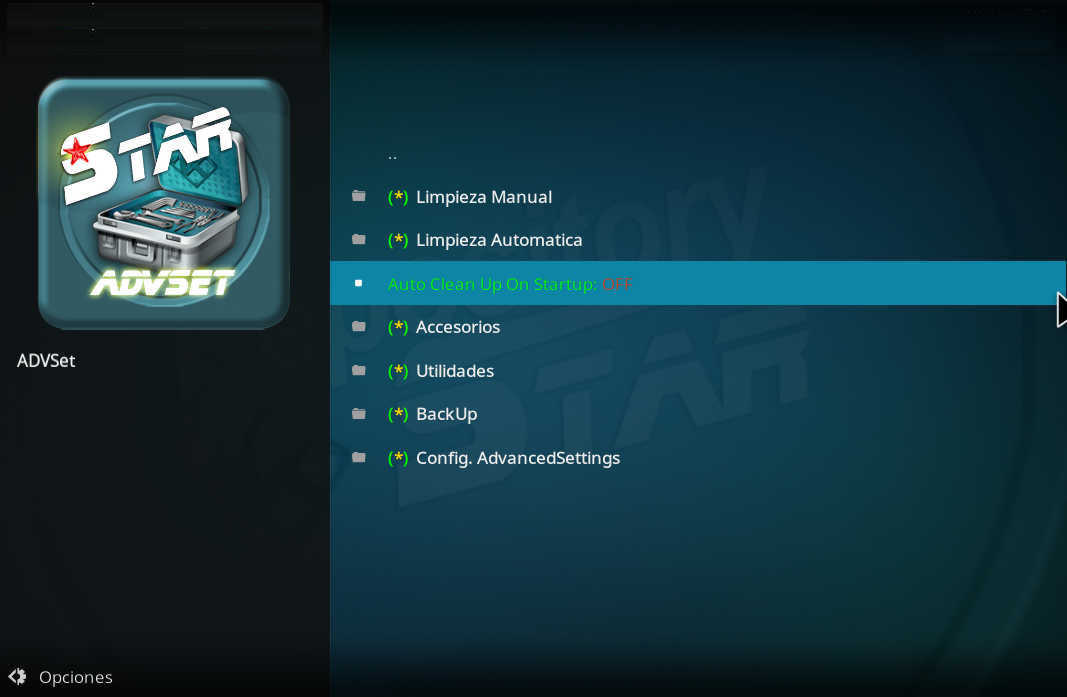 STAR
ADVSET
ADVSet
Opciones
..
(*) Limpieza Manual
(*) Limpieza Automatica
Auto Clean Up On Startup: OFF
(*) Accesorios
(*) Utilidades
(*) BackUp
(*) Config. AdvancedSettings
STAR